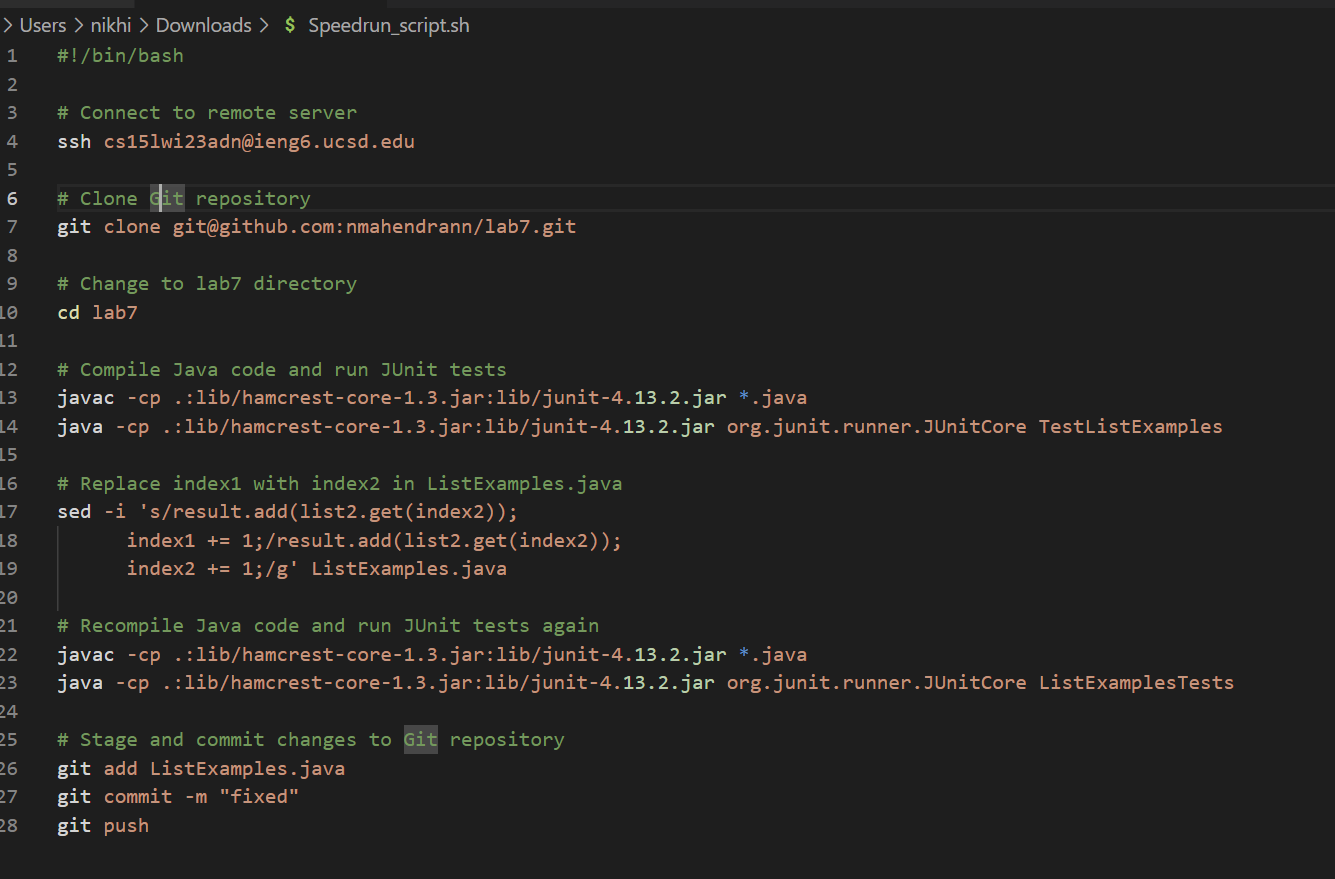 > Users > nikhi > Downloads > $ Speedrun_script.sh
1 #!/bin/bash
2
3 # Connect to remote server
4 ssh cs15lwi23adn@ieng6.ucsd.edu
5
6 # Clone Git repository
7 git clone git@github.com:nmahendrann/lab7.git
8
9 # Change to lab7 directory
10 cd lab7
11
12 # Compile Java code and run JUnit tests
13 javac -cp .:lib/hamcrest-core-1.3.jar:lib/junit-4.13.2.jar *.java
14 java -cp .:lib/hamcrest-core-1.3.jar:lib/junit-4.13.2.jar org.junit.runner.JUnitCore TestListExamples
15
16 # Replace index1 with index2 in ListExamples.java
17 sed -i 's/result.add(list2.get(index2));
18       index1 += 1;/result.add(list2.get(index2));
19       index2 += 1;/g' ListExamples.java
20
21 # Recompile Java code and run JUnit tests again
22 javac -cp .:lib/hamcrest-core-1.3.jar:lib/junit-4.13.2.jar *.java
23 java -cp .:lib/hamcrest-core-1.3.jar:lib/junit-4.13.2.jar org.junit.runner.JUnitCore ListExamplesTests
24
25 # Stage and commit changes to Git repository
26 git add ListExamples.java
27 git commit -m "fixed"
28 git push